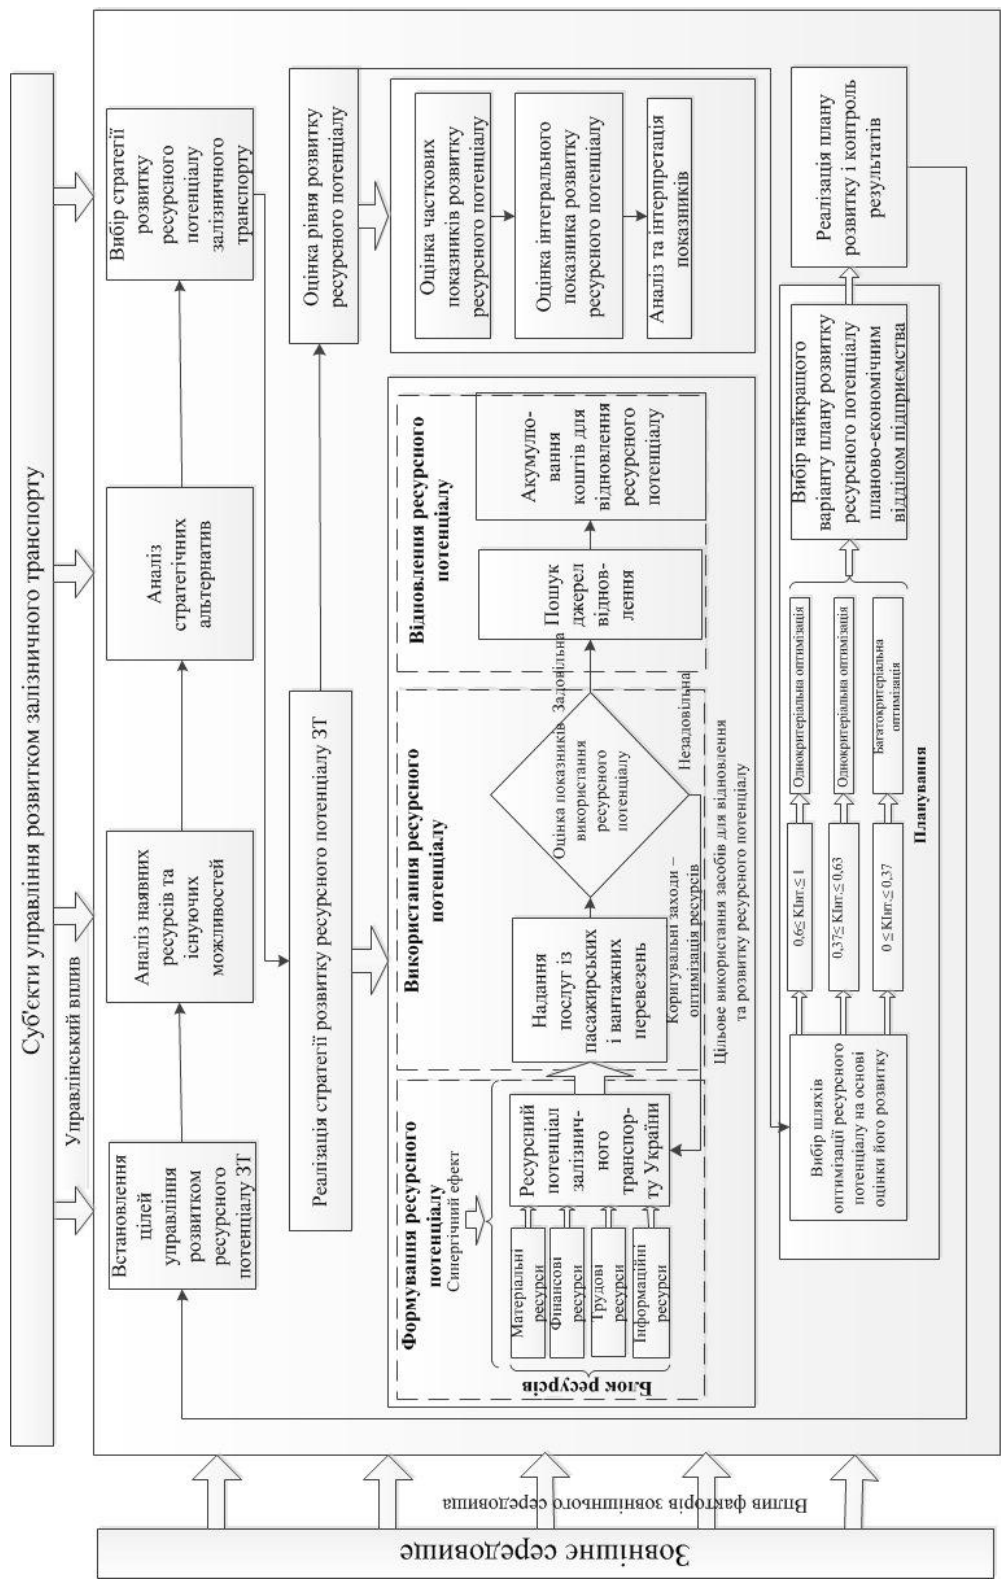 Суб'єкти управління розвитком залізничного транспорту
Управлінський вплив
Встановлення
цілей
управління
розвитком
ресурсного
потенціалу ЗТ
Аналіз наявних
ресурсів та
існуючих
можливостей
Аналіз
стратегічних
альтернатив
Вибір стратегії
розвитку
ресурсного
потенціалу
залізничного
транспорту
Реалізація стратегії розвитку ресурсного потенціалу ЗТ
Оцінка рівня розвитку
ресурсного потенціалу
Формування ресурсного
потенціалу
Синергічний ефект
Блок ресурсів
Матеріальні
ресурси
Фінансові
ресурси
Трудові
ресурси
Інформаційні
ресурси
Ресурсний
потенціал
залізнич-
ного
транспор-
ту України
Використання ресурсного
потенціалу
Надання
послуг із
пасажирських
і вантажних
перевезень
Оцінка показників
використання
ресурсного
потенціалу
Задовільна
Незадовільна
Коригувальні заходи –
оптимізація ресурсів
Відновлення ресурсного
потенціалу
Пошук
джерел
віднов-
лення
Акумулю-
вання
коштів для
відновлення
ресурсного
потенціалу
Цільове використання засобів для відновлення
та розвитку ресурсного потенціалу
Оцінка часткових
показників розвитку
ресурсного потенціалу
Оцінка інтегрального
показника розвитку
ресурсного потенціалу
Аналіз та інтерпретація
показників
Вибір шляхів
оптимізації ресурсного
потенціалу на основі
оцінки його розвитку
0,6≤ КІнт.≤ 1
0,37≤ КІнт.≤ 0,63
0 ≤ КІнт.≤ 0,37
Однокритеріальна оптимізація
Однокритеріальна оптимізація
Багатокритеріальна
оптимізація
Планування
Вибір найкращого
варіанту плану розвитку
ресурсного потенціалу
планово-економічним
відділом підприємства
Реалізація плану
розвитку і контроль
результатів
Вплив факторів зовнішнього середовища
Зовнішнє середовище